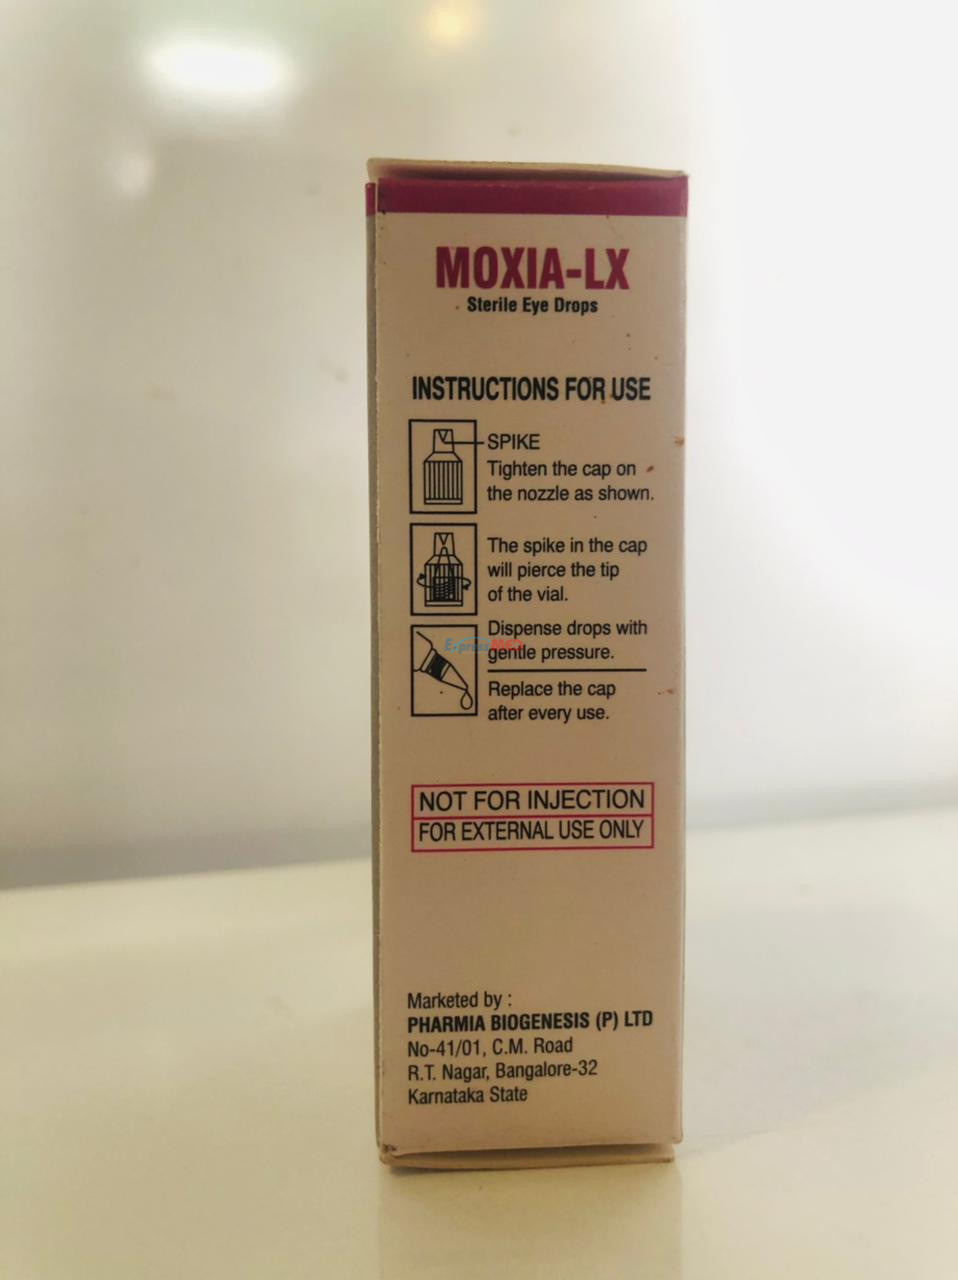 MOXIA-LX
Sterile Eye Drops
INSTRUCTIONS FOR USE
SPIKE
Tighten the cap on
the nozzle as shown.
The spike in the cap
will pierce the tip
of the vial.
Dispense drops with
gentle pressure.
ExpressMED
Replace the cap
after every use.
NOT FOR INJECTION
FOR EXTERNAL USE ONLY
Marketed by :
PHARMIA BIOGENESIS (P) LTD
No-41/01, C.M. Road
R.T. Nagar, Bangalore-32
Karnataka State